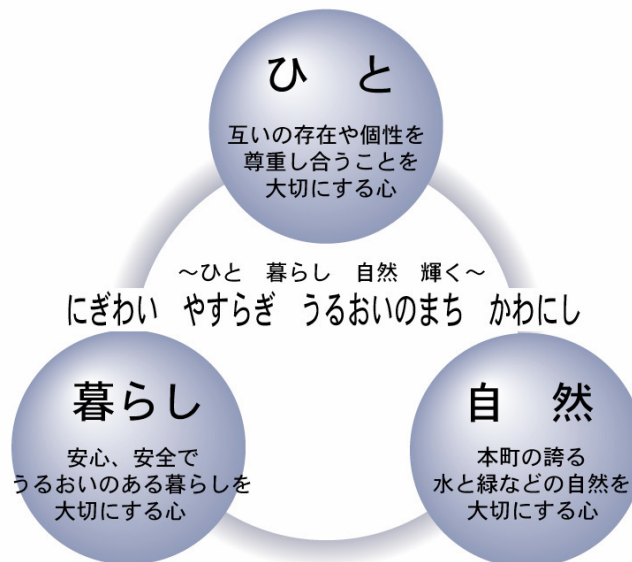 ひ　と
互いの存在や個性を
尊重し合うことを
大切にする心
～ひと　暮らし　自然　輝く～
にぎわい　やすらぎ　うるおいのまち　かわにし
暮らし
安心、安全で
うるおいのある暮らしを
大切にする心
自　然
本町の誇る
水と緑などの自然を
大切にする心